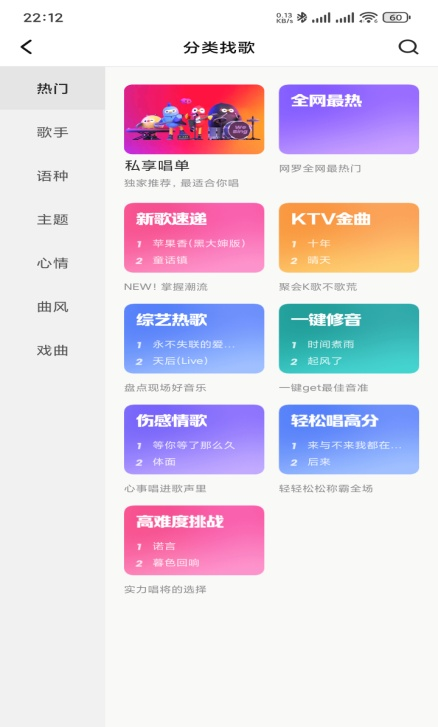 22:12
0.13 KB/s
60
分类找歌
热门
歌手
语种
主题
心情
曲风
戏曲
we sing
私享唱单
独家推荐，最适合你唱
全网最热
网罗全网最热门
新歌速递
1 苹果香(黑大婶版)
2 童话镇
NEW! 掌握潮流
KTV金曲
1 十年
2 晴天
聚会K歌不歌荒
综艺热歌
1 永不失联的爱...
2 天后(Live)
盘点现场好音乐
一键修音
1 时间煮雨
2 起风了
一键get最佳音准
伤感情歌
1 等你等了那么久
2 体面
心事唱进歌声里
轻松唱高分
1 来与不来我都在...
2 后来
轻轻松松称霸全场
高难度挑战
1 诺言
2 暮色回响
实力唱将的选择